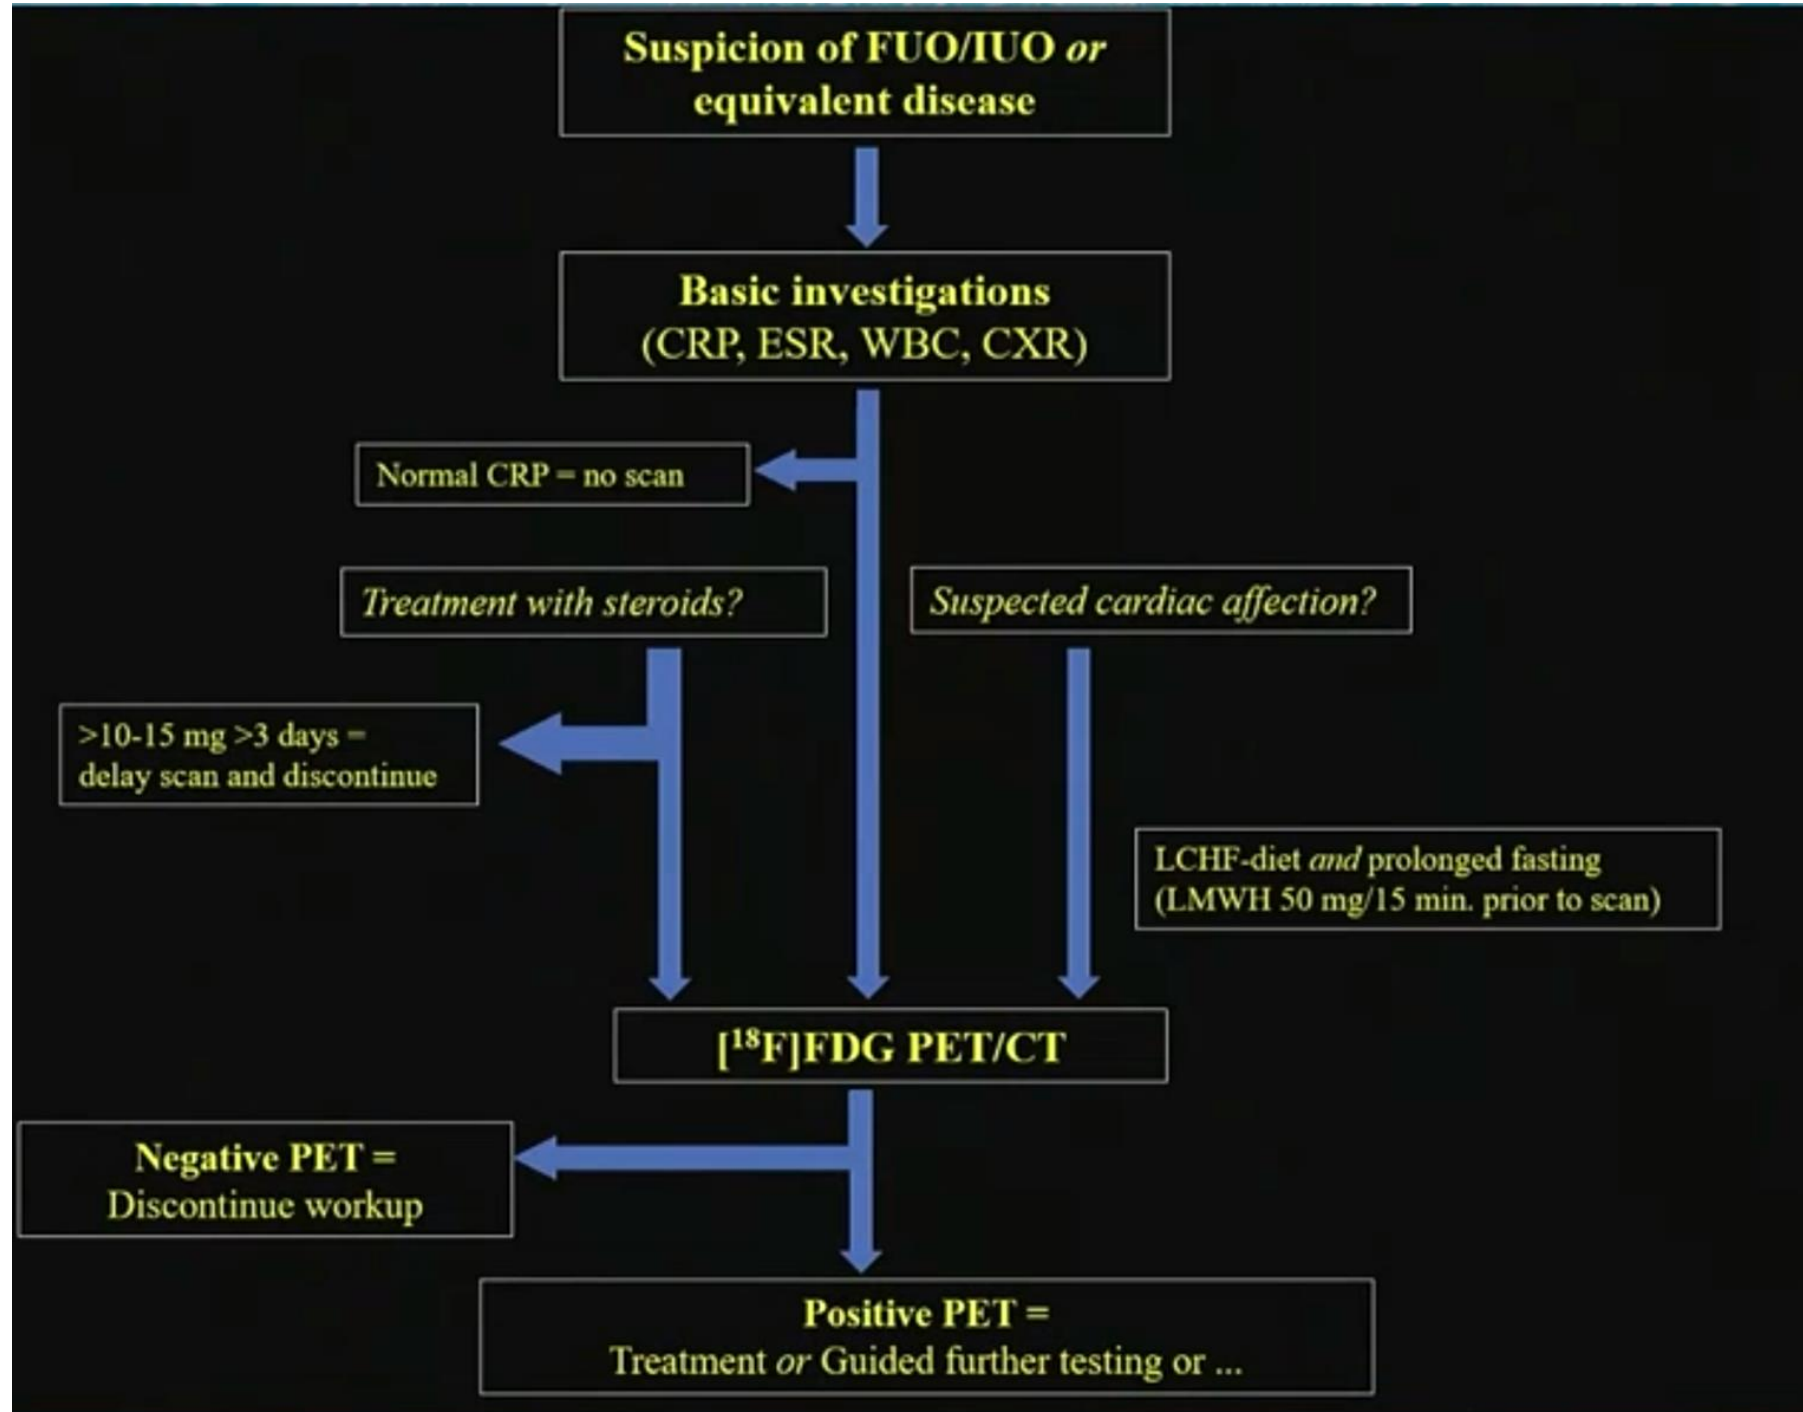 Suspicion of FUO/IUO or
equivalent disease
Basic investigations
(CRP, ESR, WBC, CXR)
Normal CRP = no scan
Treatment with steroids?
Suspected cardiac affection?
>10-15 mg >3 days =
delay scan and discontinue
LCHF-diet and prolonged fasting
(LMWH 50 mg/15 min. prior to scan)
[¹⁸F]FDG PET/CT
Negative PET =
Discontinue workup
Positive PET =
Treatment or Guided further testing or ...